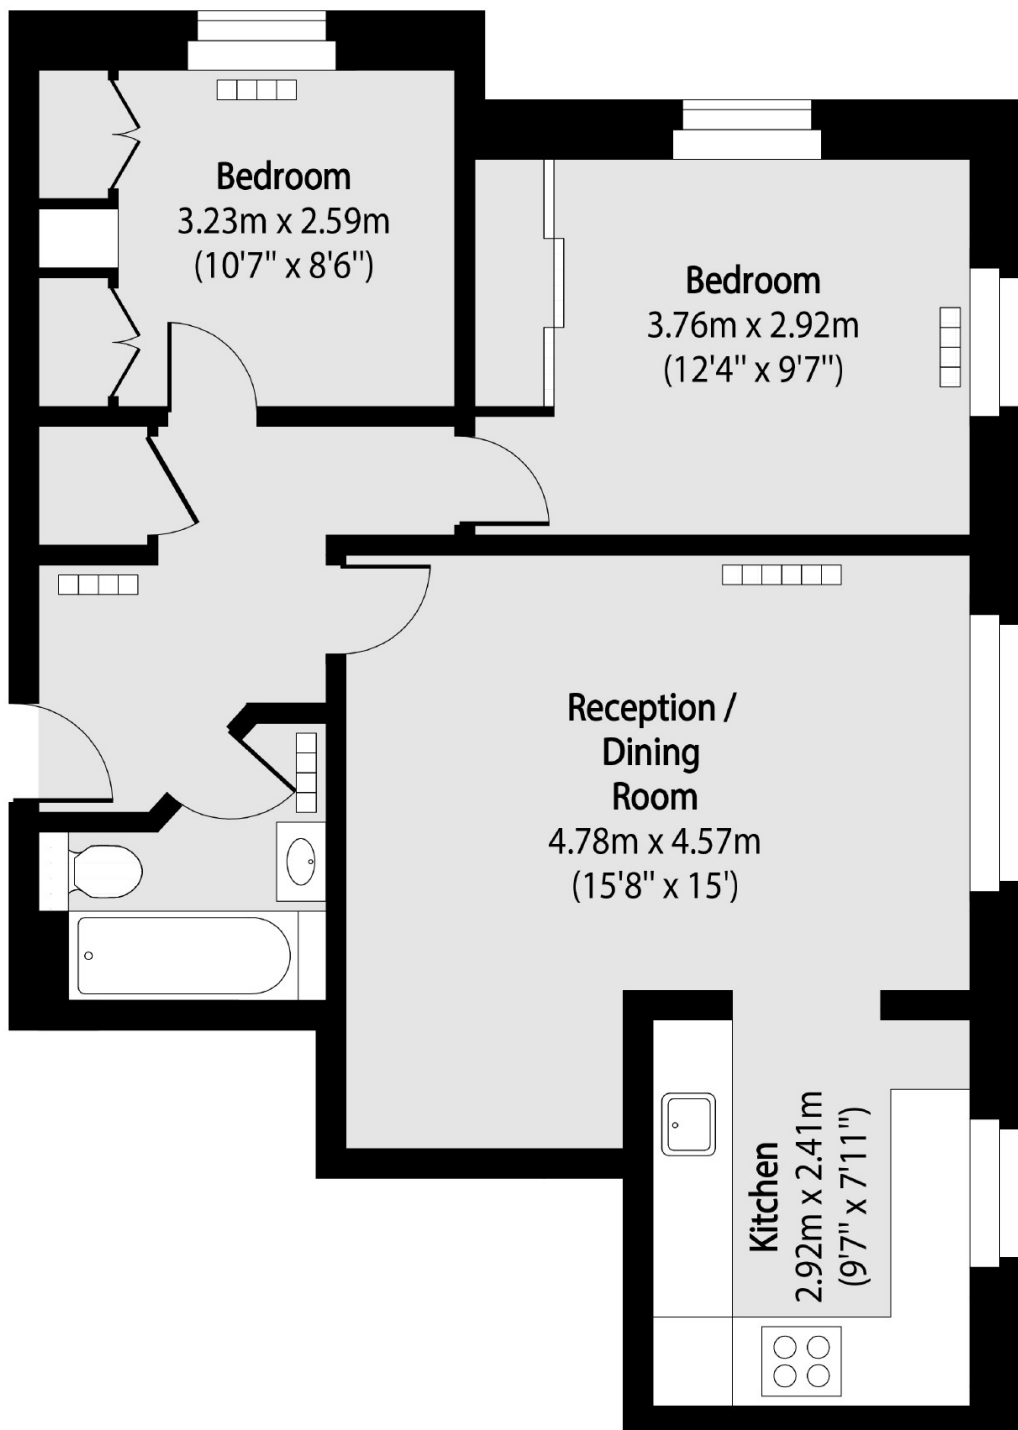 Bedroom
3.23m x 2.59m
(10'7" x 8'6")
Bedroom
3.76m x 2.92m
(12'4" x 9'7")
Reception /
Dining
Room
4.78m x 4.57m
(15'8" x 15')
Kitchen
2.92m x 2.41m
(9'7" x 7'11")